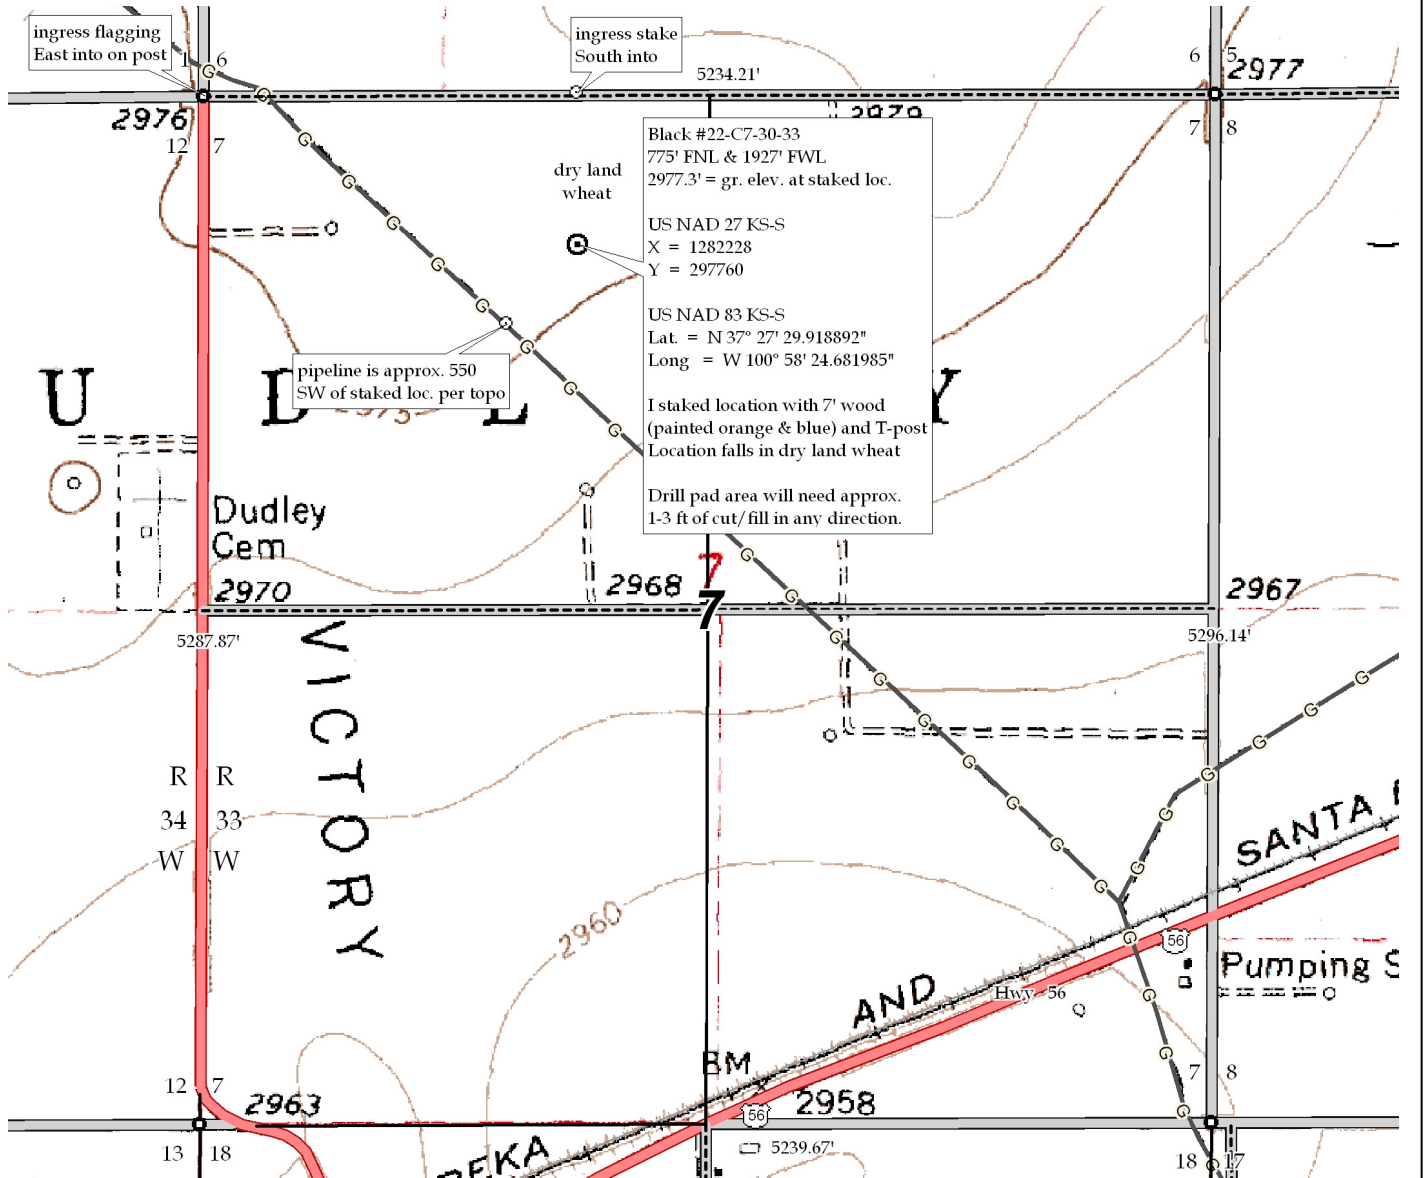 ingress flagging
East into on post
ingress stake
South into
5234.21'
1 6
6 5
2977
2976
12 7
7 8
2979
dry land
wheat
Black #22-C7-30-33
775' FNL & 1927' FWL
2977.3' = gr. elev. at staked loc.
US NAD 27 KS-S
X = 1282228
Y = 297760
US NAD 83 KS-S
Lat. = N 37° 27' 29.918892"
Long = W 100° 58' 24.681985"
I staked location with 7' wood
(painted orange & blue) and T-post
Location falls in dry land wheat
Drill pad area will need approx.
1-3 ft of cut/fill in any direction.
pipeline is approx. 550
SW of staked loc. per topo
U D L Y
2975
Dudley
Cem
2970
2968
7
7
2967
5287.87'
5296.14'
VICTORY
R R
34 33
W W
2960
SANTA
AND
Hwy 56
56
Pumping S
BM
56
2958
2963
12 7
7 8
13 18
18 17
5239.67'
EKA
G G G G G G G G G G G G G G G G G G G G G G G G G G G G G G G G